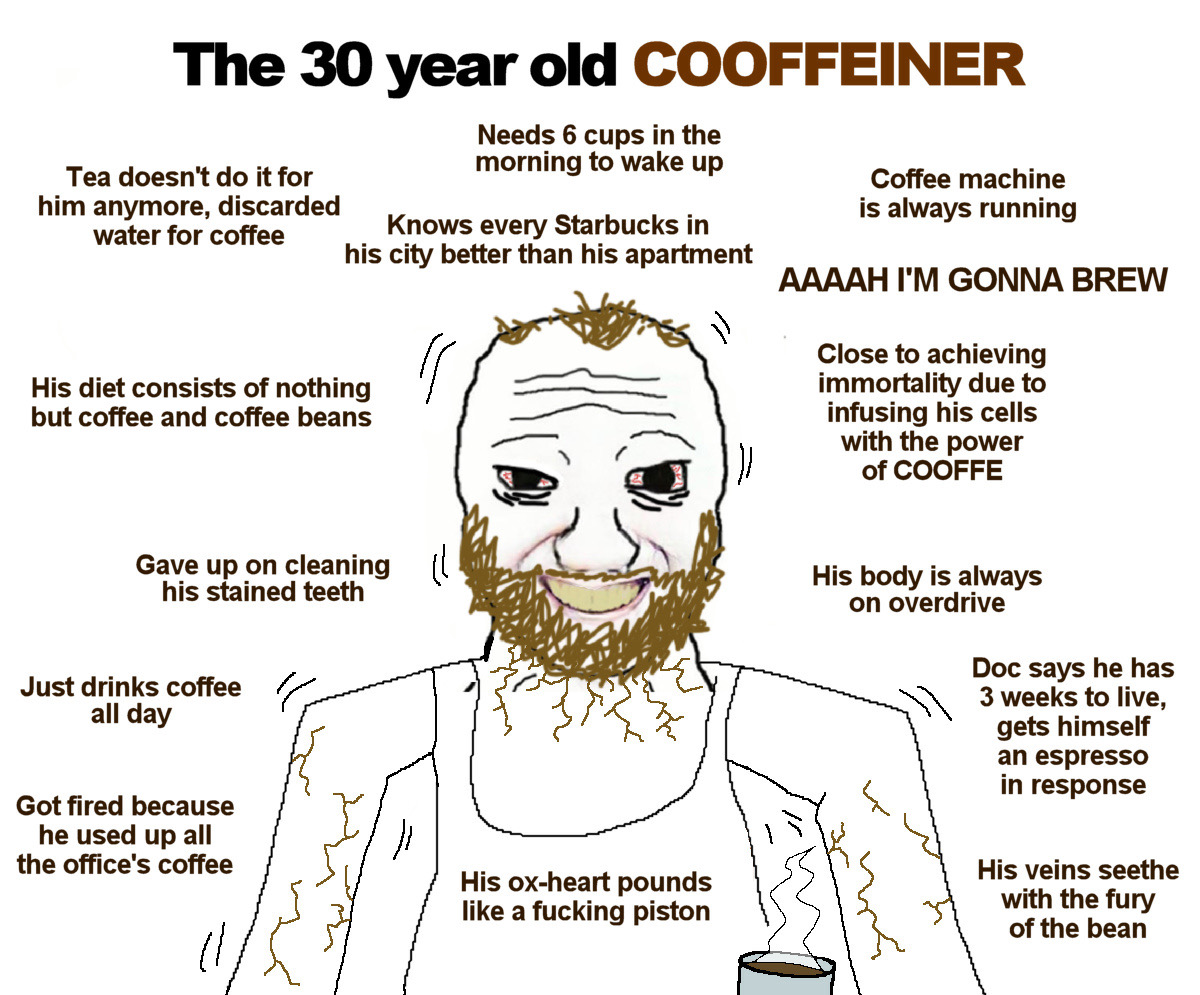 The 30 year old COOFFEINER
Needs 6 cups in the
morning to wake up
Tea doesn't do it for
him anymore, discarded
water for coffee
Coffee machine
is always running
Knows every Starbucks in
his city better than his apartment
AAAAH I'M GONNA BREW
Close to achieving
immortality due to
infusing his cells
with the power
of COOFFE
His diet consists of nothing
but coffee and coffee beans
Gave up on cleaning
his stained teeth
His body is always
on overdrive
Just drinks coffee
all day
Doc says he has
3 weeks to live,
gets himself
an espresso
in response
Got fired because
he used up all
the office's coffee
His ox-heart pounds
like a fucking piston
His veins seethe
with the fury
of the bean